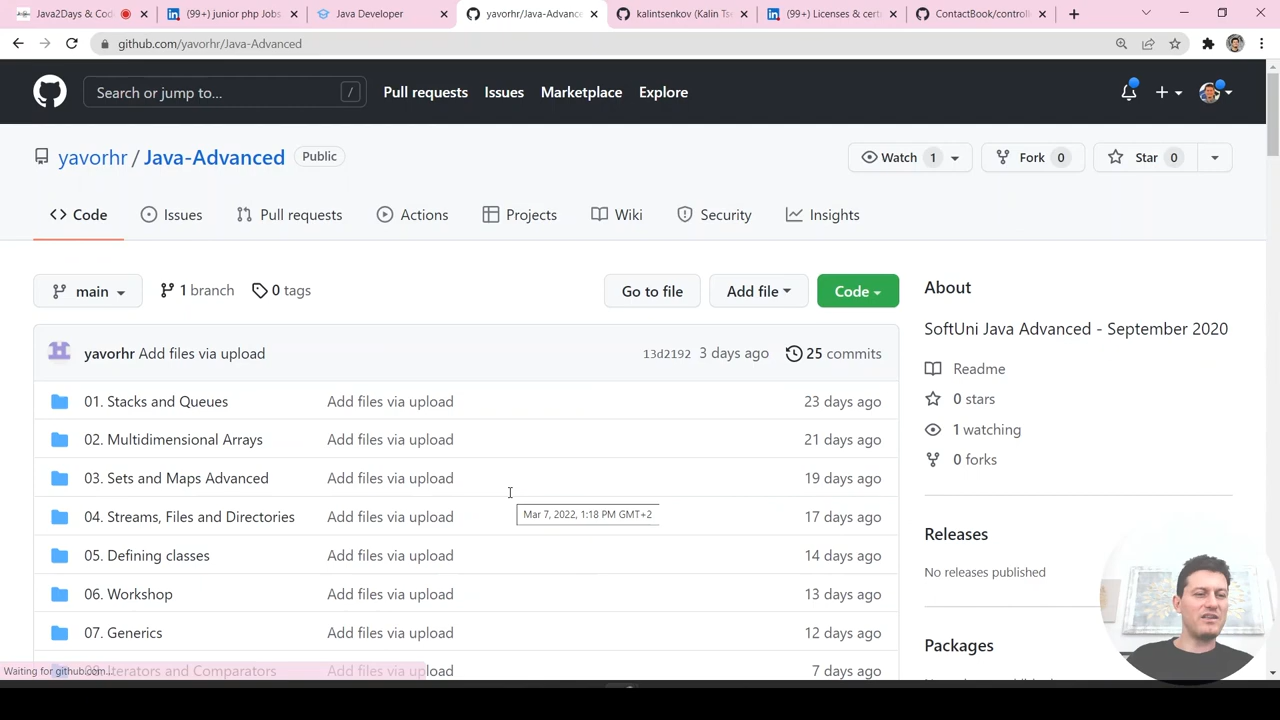 Java2Days & Cod
(99+) junior php Jobs
Java Developer
yavorhr/Java-Advance
kalintsenkov (Kalin Tse
(99+) Licenses & certi
ContactBook/controll
github.com/yavorhr/Java-Advanced
Search or jump to...
/
Pull requests
Issues
Marketplace
Explore
yavorhr / Java-Advanced
Public
Watch 1
Fork 0
Star 0
Code
Issues
Pull requests
Actions
Projects
Wiki
Security
Insights
main
1 branch
0 tags
Go to file
Add file
Code
yavorhr Add files via upload
13d2192 3 days ago
25 commits
01. Stacks and Queues Add files via upload 23 days ago
02. Multidimensional Arrays Add files via upload 21 days ago
03. Sets and Maps Advanced Add files via upload 19 days ago
Mar 7, 2022, 1:18 PM GMT+2
04. Streams, Files and Directories Add files via upload 17 days ago
05. Defining classes Add files via upload 14 days ago
06. Workshop Add files via upload 13 days ago
07. Generics Add files via upload 12 days ago
08. Iterators and Comparators Add files via upload 7 days ago
Waiting for github.com...
About
SoftUni Java Advanced - September 2020
Readme
0 stars
1 watching
0 forks
Releases
No releases published
Packages